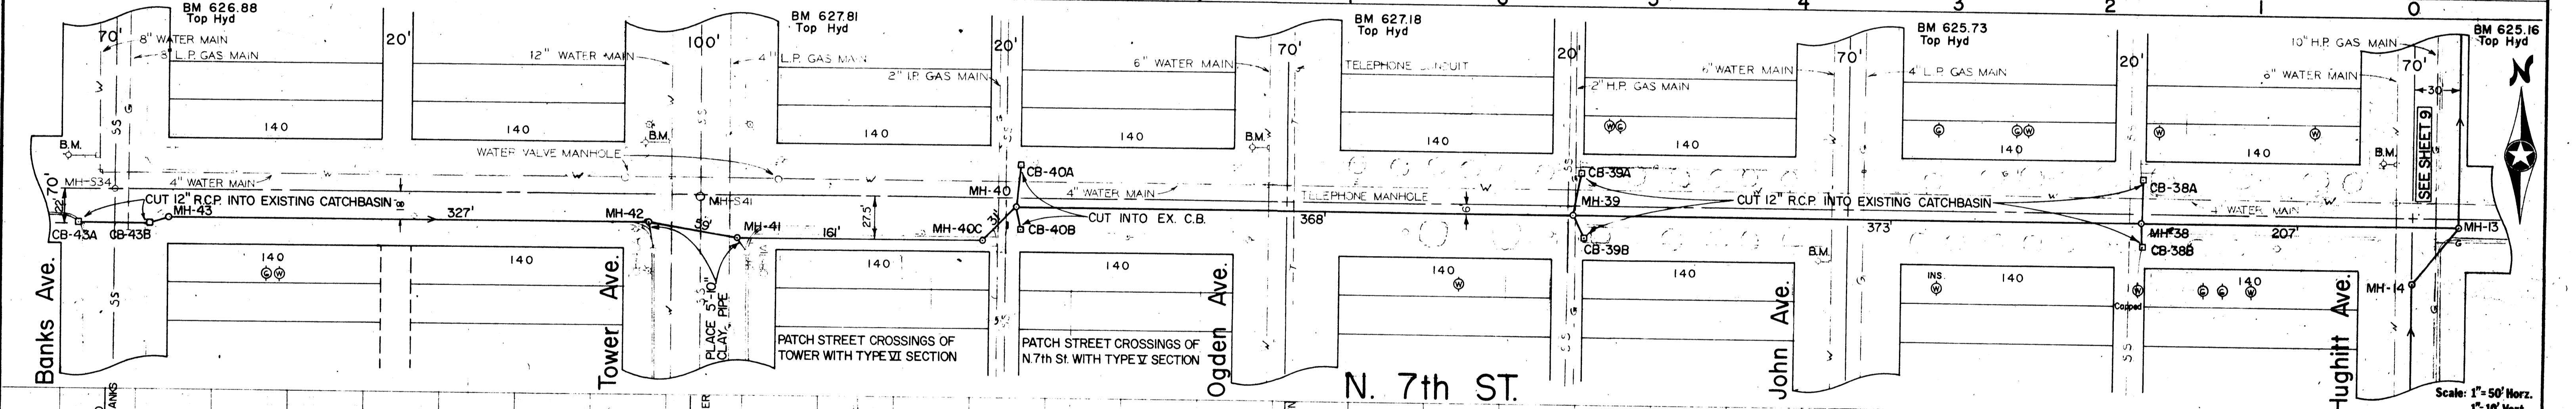 4
3
2
1
0
BM 626.88
Top Hyd
BM 627.81
Top Hyd
BM 627.18
Top Hyd
BM 625.73
Top Hyd
BM 625.16
Top Hyd
70'
8" WATER MAIN
L.P. GAS MAIN
20'
12" WATER MAIN
100'
4" L.P. GAS MAIN
20'
2" I.P. GAS MAIN
6" WATER MAIN
70'
TELEPHONE CONDUIT
20'
2" H.P. GAS MAIN
6" WATER MAIN
70'
4" L.P. GAS MAIN
20'
10" H.P. GAS MAIN
6" WATER MAIN
70'
30'
N
SEE SHEET 9
140
140
140
140
140
140
140
140
140
B.M.
B.M.
B.M.
B.M.
WATER VALVE MANHOLE
MH-S34
4" WATER MAIN
70'
22'
CUT 12" R.C.P. INTO EXISTING CATCHBASIN
MH-43
CB-43A
CB-43B
327'
MH-42
MH-S41
MH-41
161'
27.5'
MH-40C
31'
MH-40
CB-40A
4" WATER MAIN
CUT INTO EX. C.B.
CB-40B
TELEPHONE MANHOLE
368'
6'
CB-39A
MH-39
CUT 12" R.C.P. INTO EXISTING CATCHBASIN
CB-39B
373'
B.M.
CB-38A
4" WATER MAIN
MH-38
CB-38B
207'
MH-13
MH-14
140
140
140
140
140
140
140
140
INS.
Capped
Banks Ave.
Tower Ave.
PLACE 5'-10"
CLAY PIPE
PATCH STREET CROSSINGS OF
TOWER WITH TYPE VI SECTION
PATCH STREET CROSSINGS OF
N.7th St. WITH TYPE V SECTION
Ogden Ave.
John Ave.
Hughitt Ave.
N. 7th ST.
Scale: 1"=50' Horz.
1"=10' Vert.